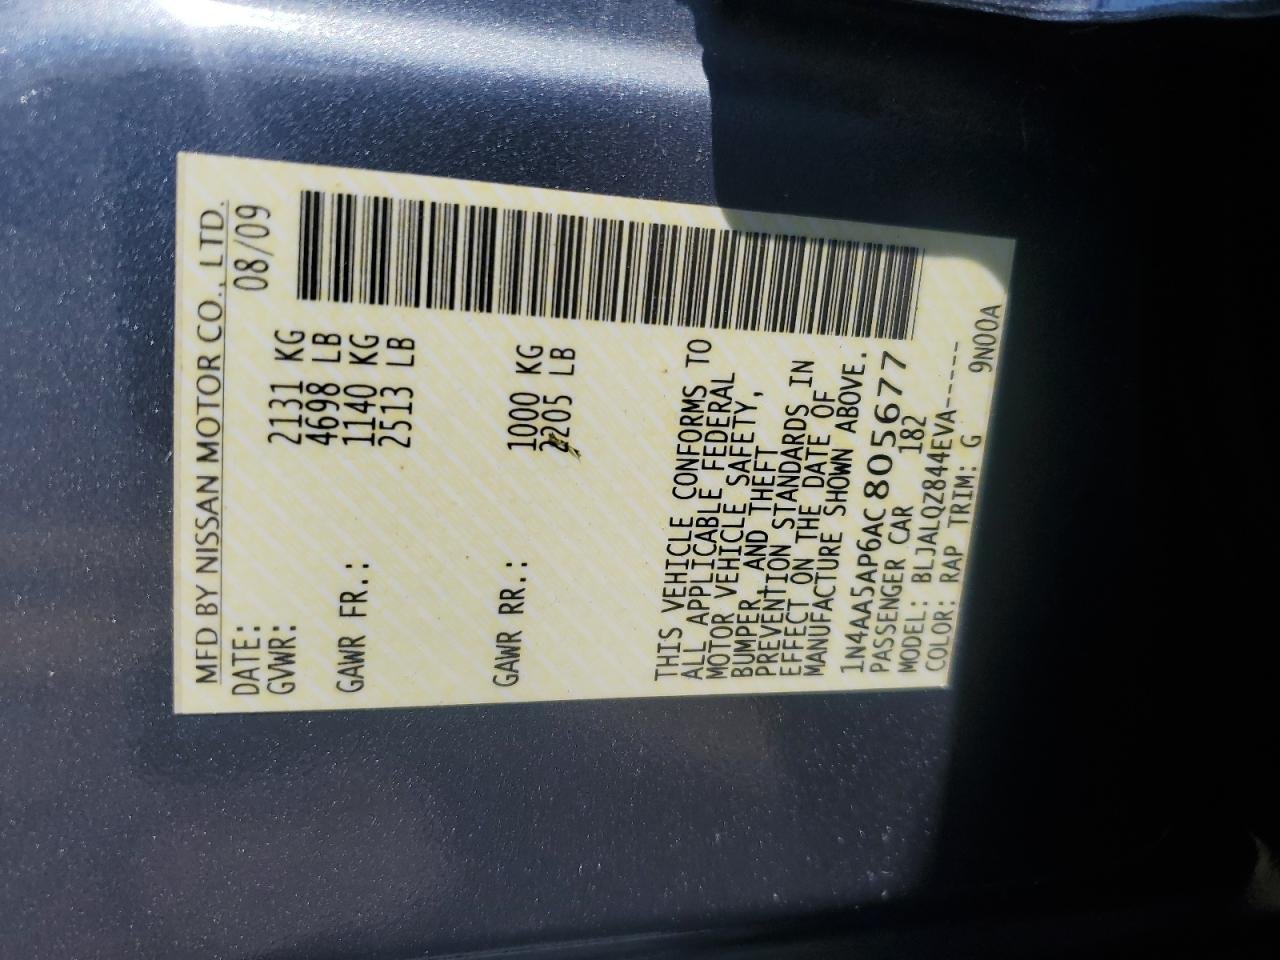 MFD BY NISSAN MOTOR CO., LTD.
DATE: 08/09
GVWR: 2131 KG
4698 LB
GAWR FR.: 1140 KG
2513 LB
GAWR RR.: 1000 KG
2205 LB
THIS VEHICLE CONFORMS TO
ALL APPLICABLE FEDERAL
MOTOR VEHICLE SAFETY,
BUMPER, AND THEFT
PREVENTION STANDARDS IN
EFFECT ON THE DATE OF
MANUFACTURE SHOWN ABOVE.
1N4AA5AP6AC805677
PASSENGER CAR 182
MODEL: BLJALQZ844EVA-----
COLOR: RAP TRIM: G 9N00A